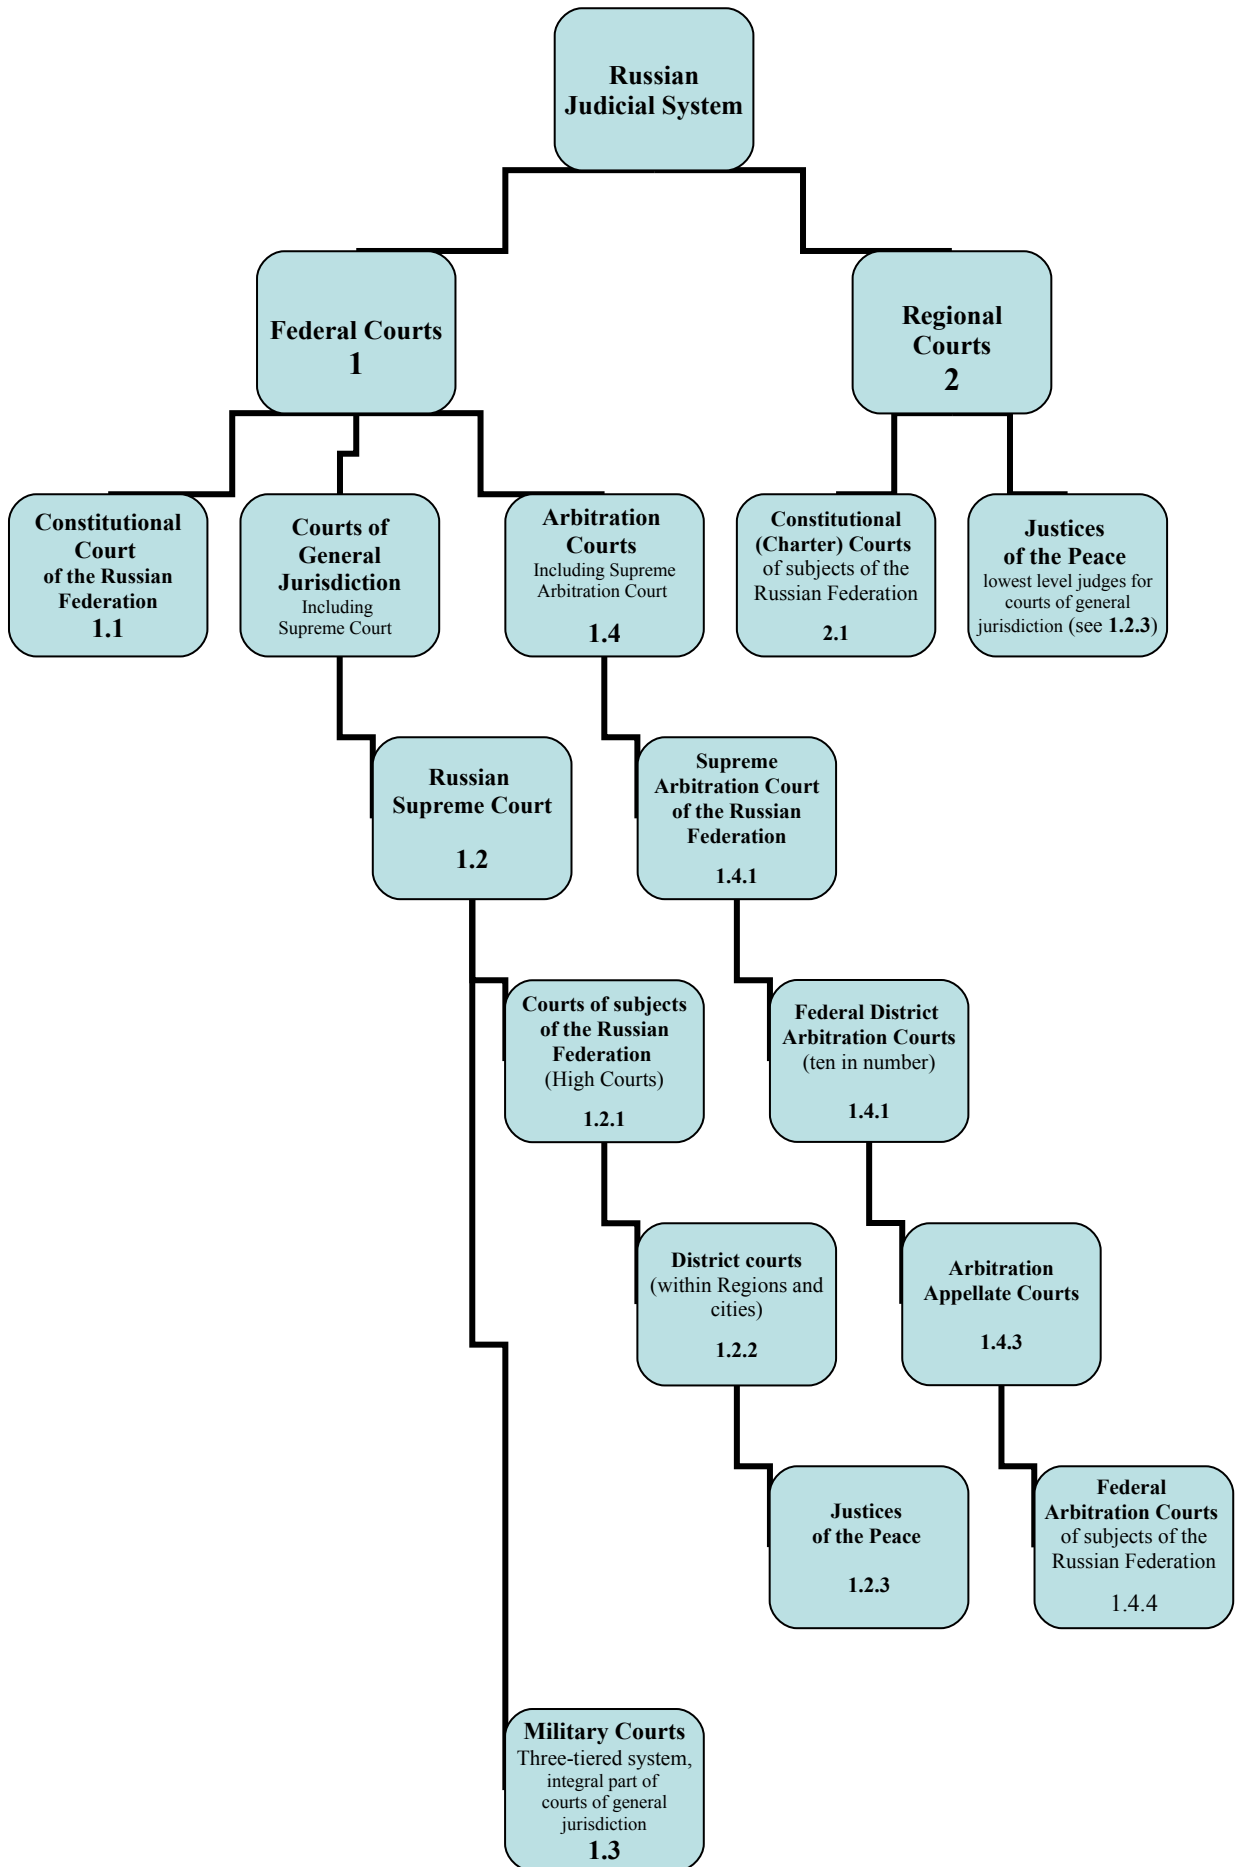 Russian
Judicial System
Federal Courts
1
Regional
Courts
2
Constitutional
Court
of the Russian
Federation
1.1
Courts of
General
Jurisdiction
Including
Supreme Court
Arbitration
Courts
Including Supreme
Arbitration Court
1.4
Constitutional
(Charter) Courts
of subjects of the
Russian Federation
2.1
Justices
of the Peace
lowest level judges for
courts of general
jurisdiction (see 1.2.3)
Russian
Supreme Court
1.2
Supreme
Arbitration Court
of the Russian
Federation
1.4.1
Courts of subjects
of the Russian
Federation
(High Courts)
1.2.1
Federal District
Arbitration Courts
(ten in number)
1.4.1
District courts
(within Regions and
cities)
1.2.2
Arbitration
Appellate Courts
1.4.3
Justices
of the Peace
1.2.3
Federal
Arbitration Courts
of subjects of the
Russian Federation
1.4.4
Military Courts
Three-tiered system,
integral part of
courts of general
jurisdiction
1.3